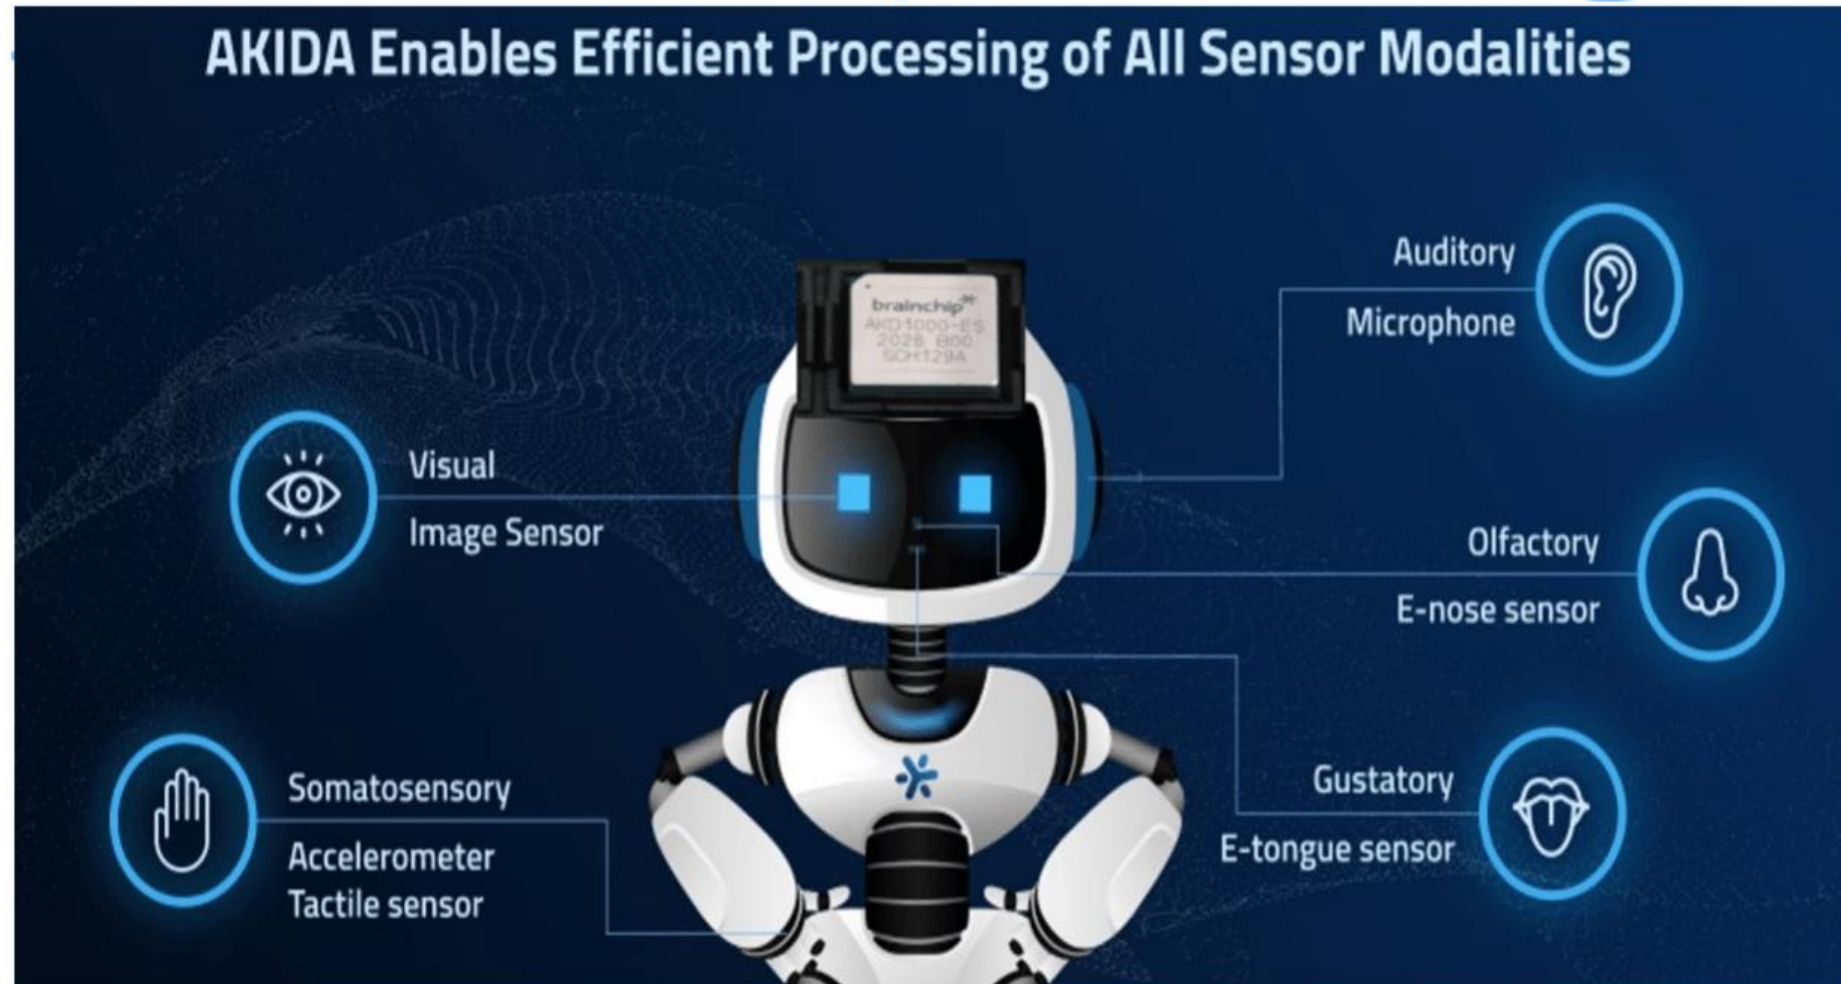 AKIDA Enables Efficient Processing of All Sensor Modalities
brainchip
AKD1000-ES
2028 B00
SCH129A
Auditory
Microphone
Visual
Image Sensor
Olfactory
E-nose sensor
Somatosensory
Accelerometer
Tactile sensor
Gustatory
E-tongue sensor